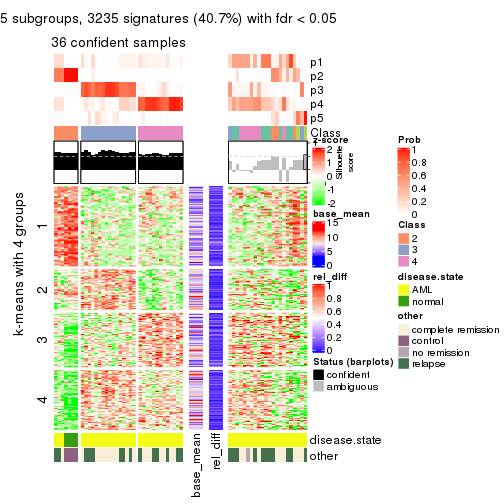 5 subgroups, 3235 signatures (40.7%) with fdr < 0.05
36 confident samples
p1
p2
p3
p4
p5
Class
k-means with 4 groups
1
2
3
4
Silhouette
score
z-score
2
1
-1
-2
base_mean
15
10
5
0
rel_diff
1
0.8
0.6
0.4
0.2
0
Status (barplots)
confident
ambiguous
Prob
1
0.8
0.6
0.4
0.2
0
Class
2
3
4
disease.state
AML
normal
other
complete remission
control
no remission
relapse
disease.state
other
base_mean
rel_diff